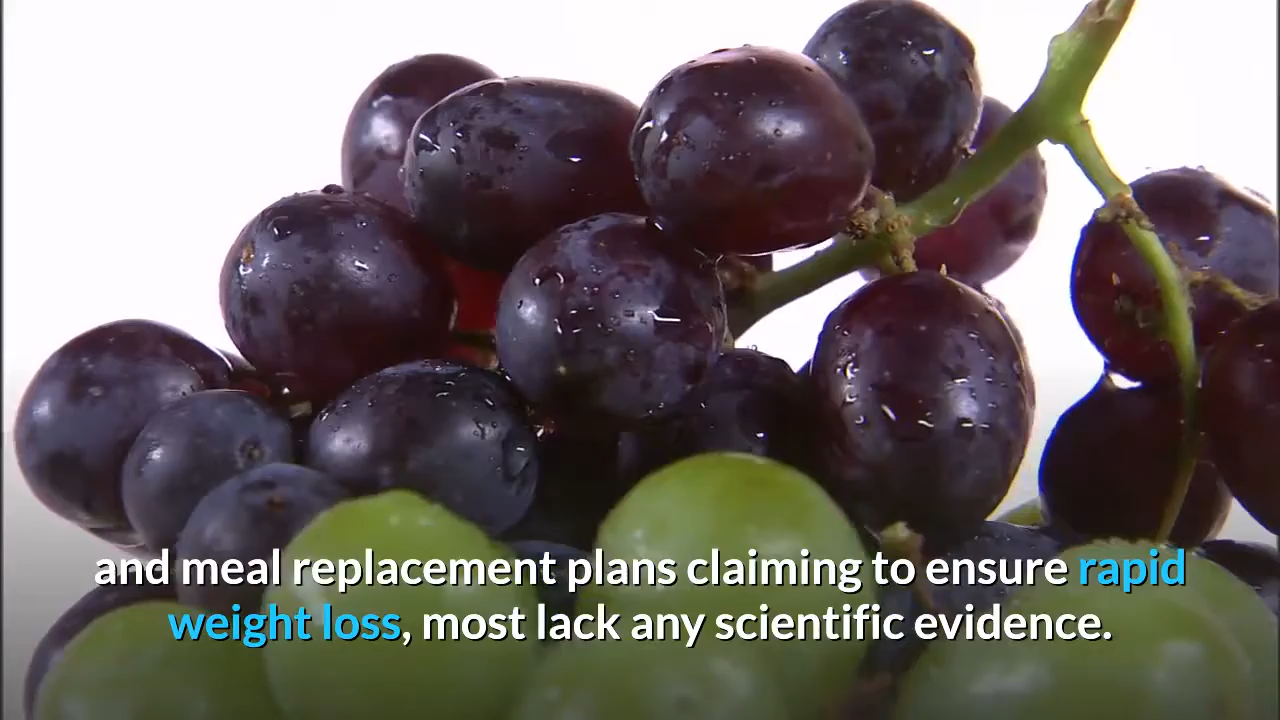 and meal replacement plans claiming to ensure rapid
weight loss, most lack any scientific evidence.